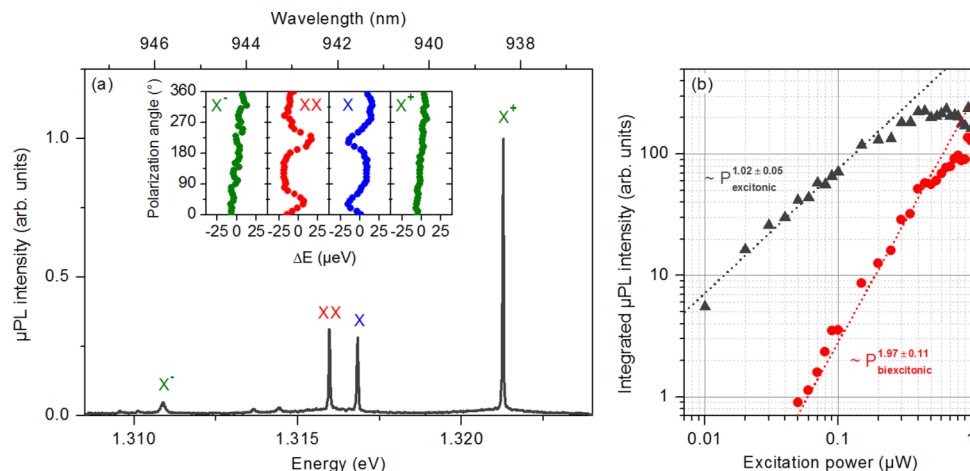 Wavelength (nm)
946 944 942 940 938
(a)
X⁻ XX X X⁺
360
270
180
90
0
Polarization angle (°)
-25 0 25 -25 0 25 -25 0 25 -25 0 25
ΔE (µeV)
X⁺
XX X
X⁻
1.0
0.5
0.0
µPL intensity (arb. units)
1.310 1.315 1.320
Energy (eV)
(b)
~ P excitonic 1.02 ± 0.05
~ P biexcitonic 1.97 ± 0.11
100
10
1
Integrated µPL intensity (arb. units)
0.01 0.1 1
Excitation power (µW)